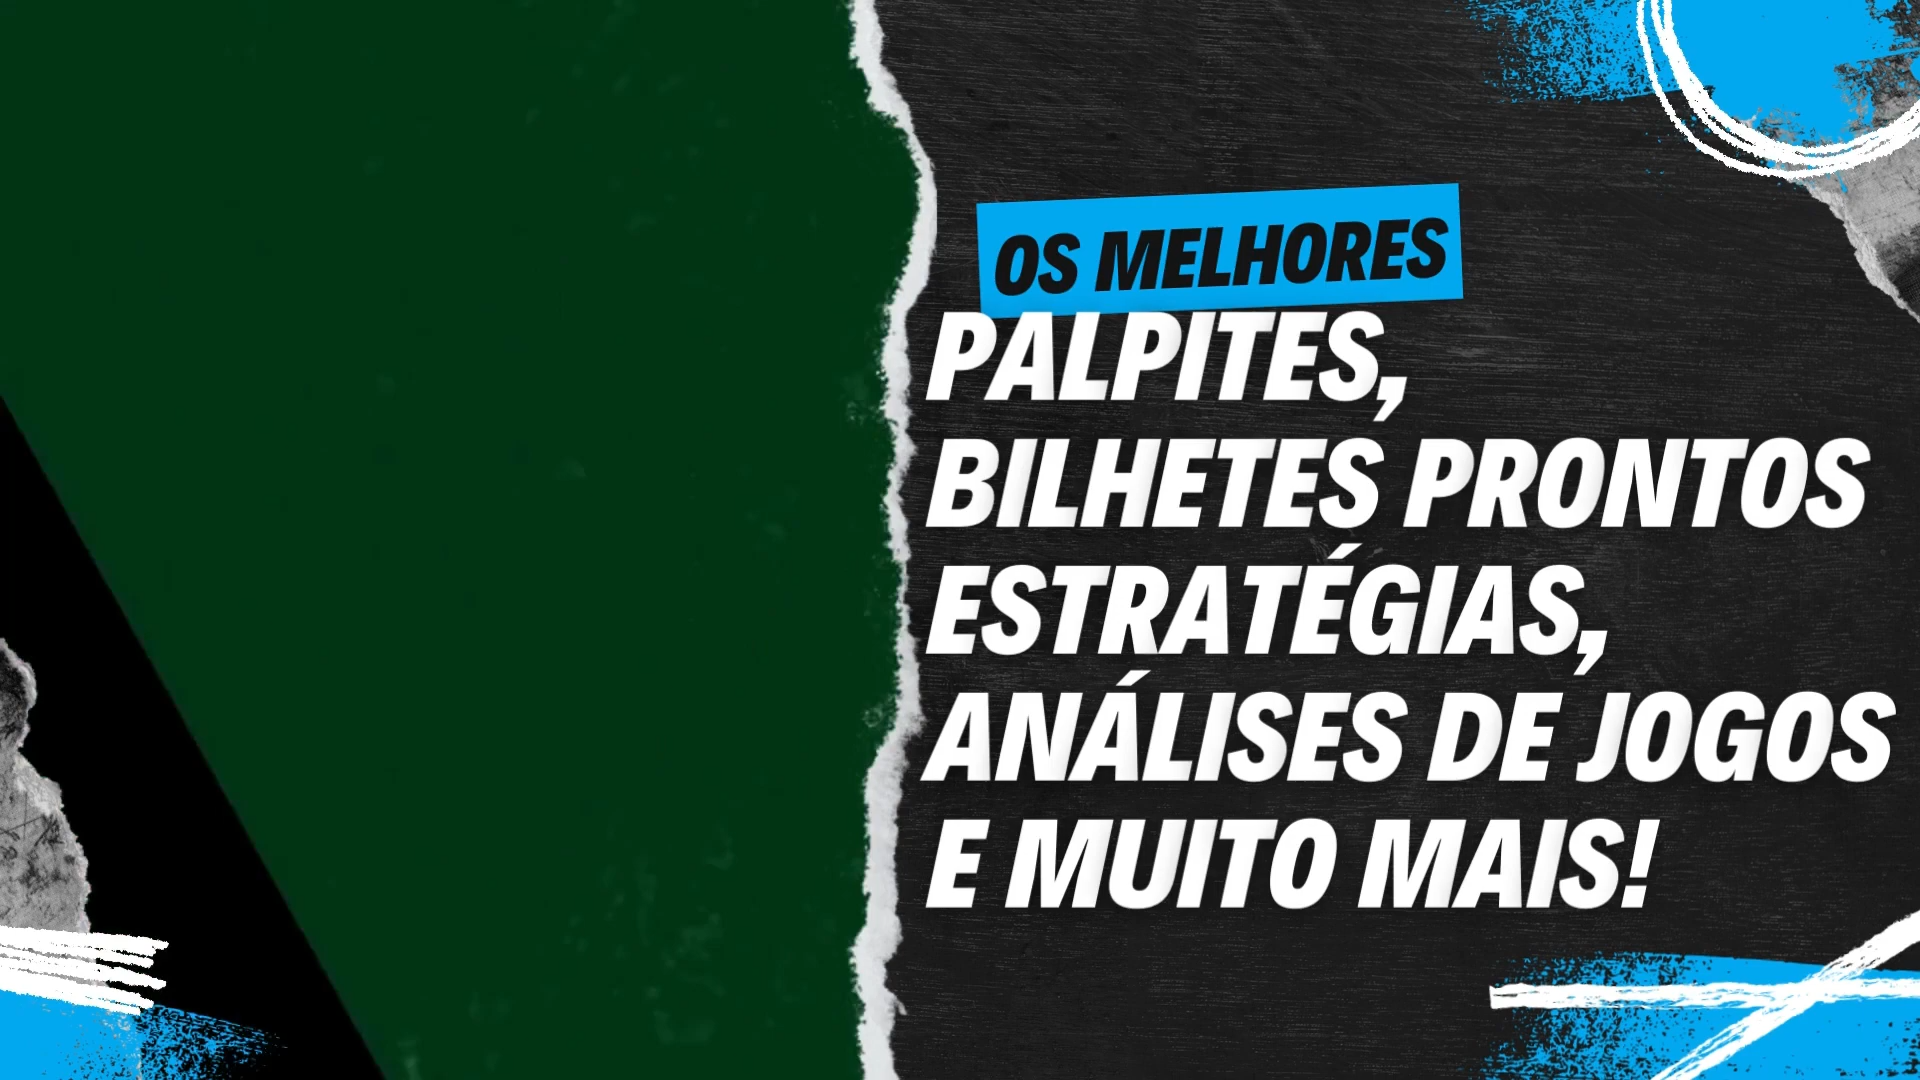 OS MELHORES
PALPITES,
BILHETES PRONTOS
ESTRATÉGIAS,
ANÁLISES DE JOGOS
E MUITO MAIS!